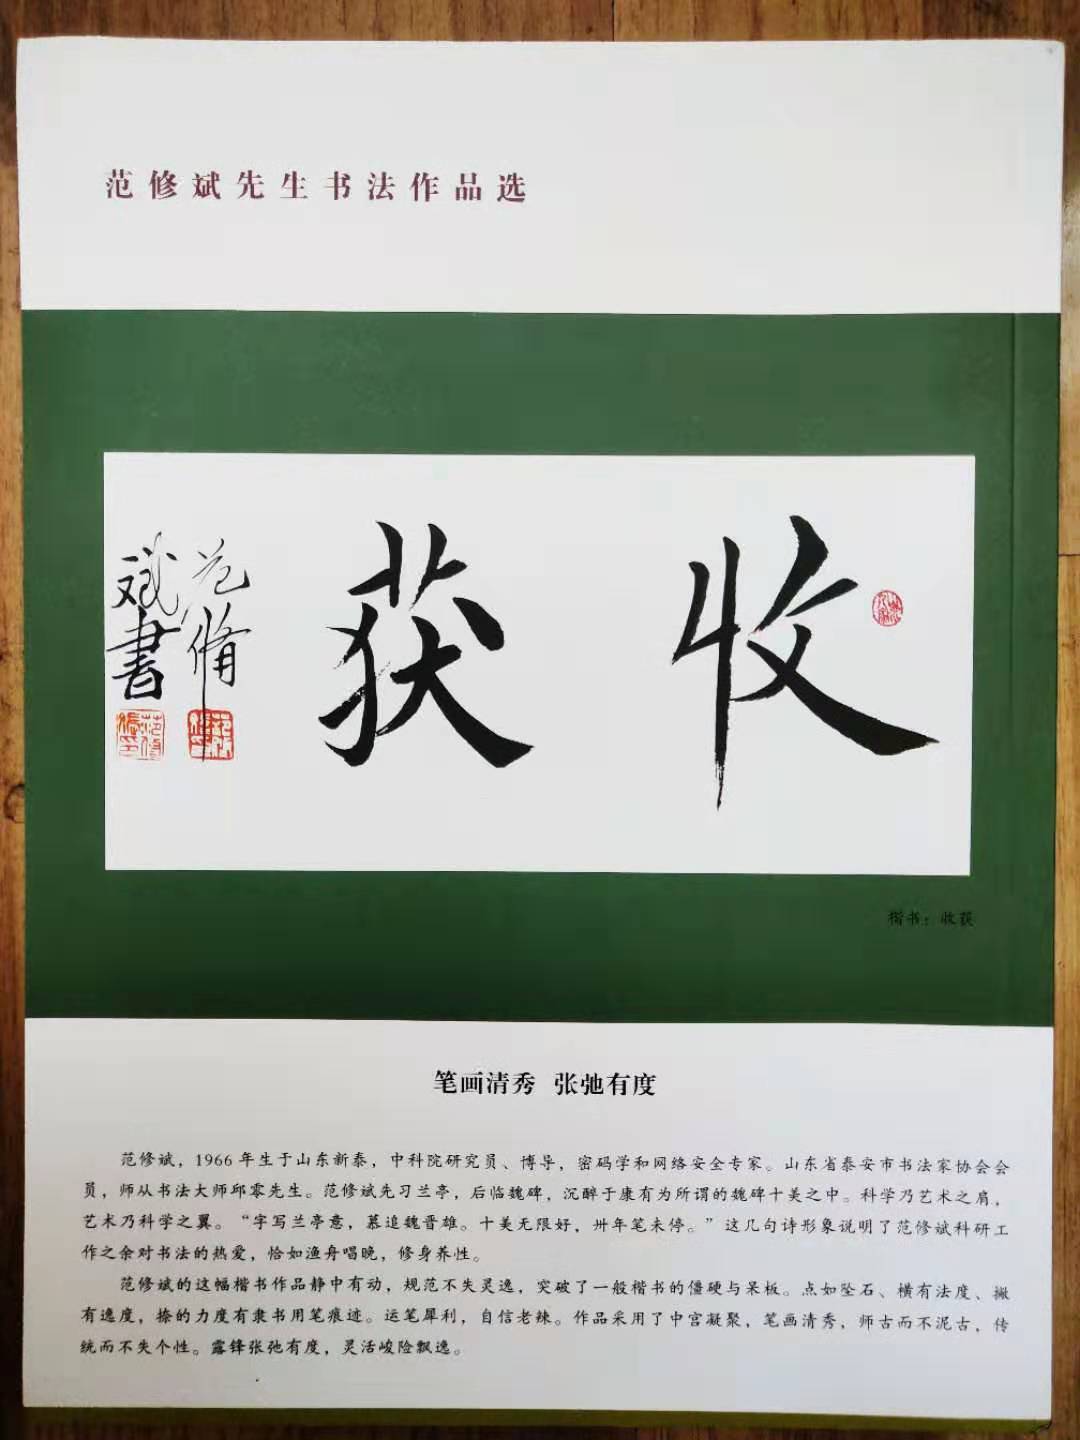 范修斌先生书法作品选
收获
范修
斌書
楷书：收获
笔画清秀 张弛有度
范修斌，1966年生于山东新泰，中科院研究员、博导，密码学和网络安全专家。山东省泰安市书法家协会会
员，师从书法大师邱零先生。范修斌先习兰亭，后临魏碑，沉醉于康有为所谓的魏碑十美之中。科学乃艺术之肩，
艺术乃科学之翼。“字写兰亭意，慕追魏晋雄。十美无限好，卅年笔未停。”这几句诗形象说明了范修斌科研工
作之余对书法的热爱，恰如渔舟唱晚，修身养性。
范修斌的这幅楷书作品静中有动，规范不失灵逸，突破了一般楷书的僵硬与呆板。点如坠石、横有法度、撇
有逸度，捺的力度有隶书用笔痕迹。运笔犀利，自信老辣。作品采用了中宫凝聚，笔画清秀，师古而不泥古，传
统而不失个性。露锋张弛有度，灵活峻险飘逸。